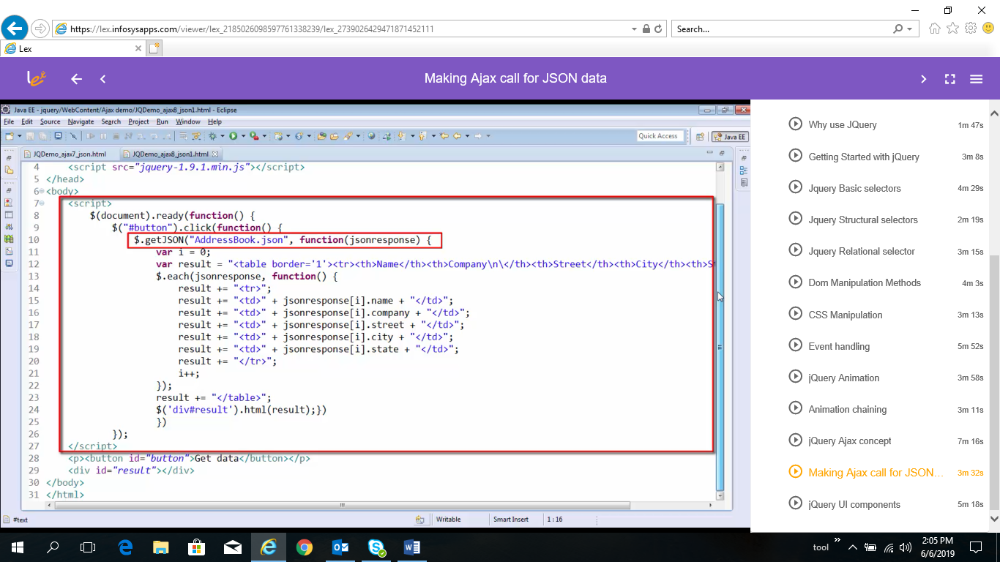 https://lex.infosysapps.com/viewer/lex_2185026098597761338239/lex_2739026429471871452111
Search...
Lex
lex
Making Ajax call for JSON data
Java EE - jquery/WebContent/Ajax demo/JQDemo_ajax8_json1.html - Eclipse
File Edit Source Navigate Search Project Run Window Help
Quick Access
Java EE
JQDemo_ajax7_json.html
JQDemo_ajax8_json1.html
4 <script src="jquery-1.9.1.min.js"></script>
5 </head>
6 <body>
7 <script>
8 $(document).ready(function() {
9 $("#button").click(function() {
10 $.getJSON("AddressBook.json", function(jsonresponse) {
11 var i = 0;
12 var result = "<table border='1'><tr><th>Name</th><th>Company\n\</th><th>Street</th><th>City</th><th>St
13 $.each(jsonresponse, function() {
14 result += "<tr>";
15 result += "<td>" + jsonresponse[i].name + "</td>";
16 result += "<td>" + jsonresponse[i].company + "</td>";
17 result += "<td>" + jsonresponse[i].street + "</td>";
18 result += "<td>" + jsonresponse[i].city + "</td>";
19 result += "<td>" + jsonresponse[i].state + "</td>";
20 result += "</tr>";
21 i++;
22 });
23 result += "</table>";
24 $('div#result').html(result);})
25 })
26 });
27 </script>
28 <p><button id="button">Get data</button></p>
29 <div id="result"></div>
30 </body>
31 </html>
#text
Writable
Smart Insert
1 : 16
Why use JQuery 1m 47s
Getting Started with jQuery 3m 8s
Jquery Basic selectors 4m 29s
Jquery Structural selectors 2m 19s
Jquery Relational selector 3m 15s
Dom Manipulation Methods 4m 3s
CSS Manipulation 3m 13s
Event handling 5m 52s
jQuery Animation 3m 58s
Animation chaining 3m 11s
jQuery Ajax concept 7m 16s
Making Ajax call for JSON... 3m 32s
jQuery UI components 5m 18s
tool
2:05 PM
6/6/2019